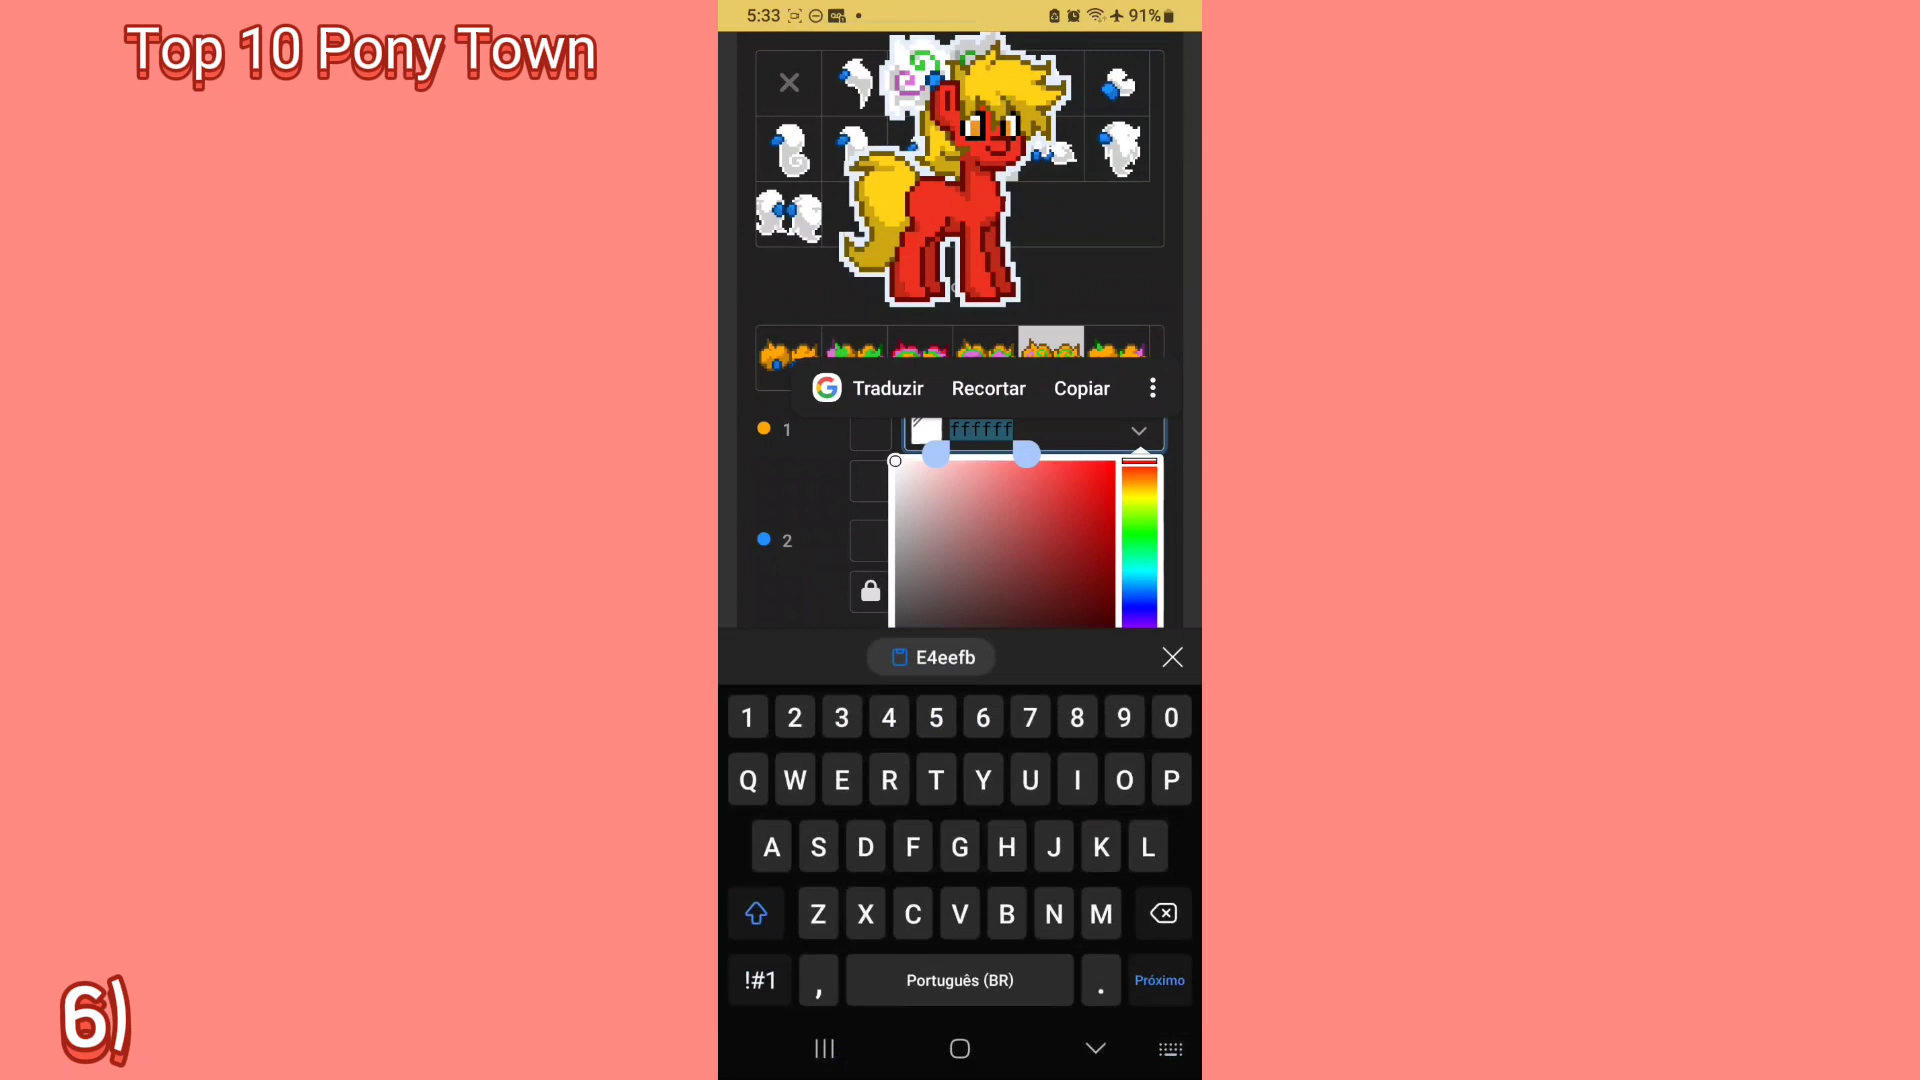 Top 10 Pony Town
5:33
91%
Traduzir Recortar Copiar
1 ffffff
2
E4eefb
1 2 3 4 5 6 7 8 9 0
Q W E R T Y U I O P
A S D F G H J K L
Z X C V B N M
!#1 , Português (BR) . Próximo
6)